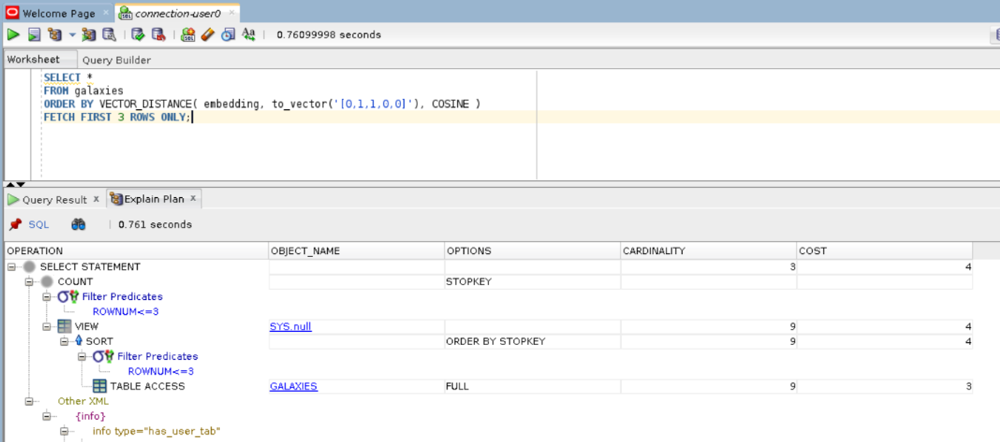 Welcome Page × connection-user0 ×
SQL
0.76099998 seconds
Worksheet Query Builder
SELECT *
FROM galaxies
ORDER BY VECTOR_DISTANCE( embedding, to_vector('[0,1,1,0,0]'), COSINE )
FETCH FIRST 3 ROWS ONLY;
Query Result x Explain Plan x
SQL | 0.761 seconds
OPERATION OBJECT_NAME OPTIONS CARDINALITY COST
SELECT STATEMENT 3 4
COUNT STOPKEY
Filter Predicates
ROWNUM<=3
VIEW SYS.null 9 4
SORT ORDER BY STOPKEY 9 4
Filter Predicates
ROWNUM<=3
TABLE ACCESS GALAXIES FULL 9 3
Other XML
{info}
info type="has_user_tab"